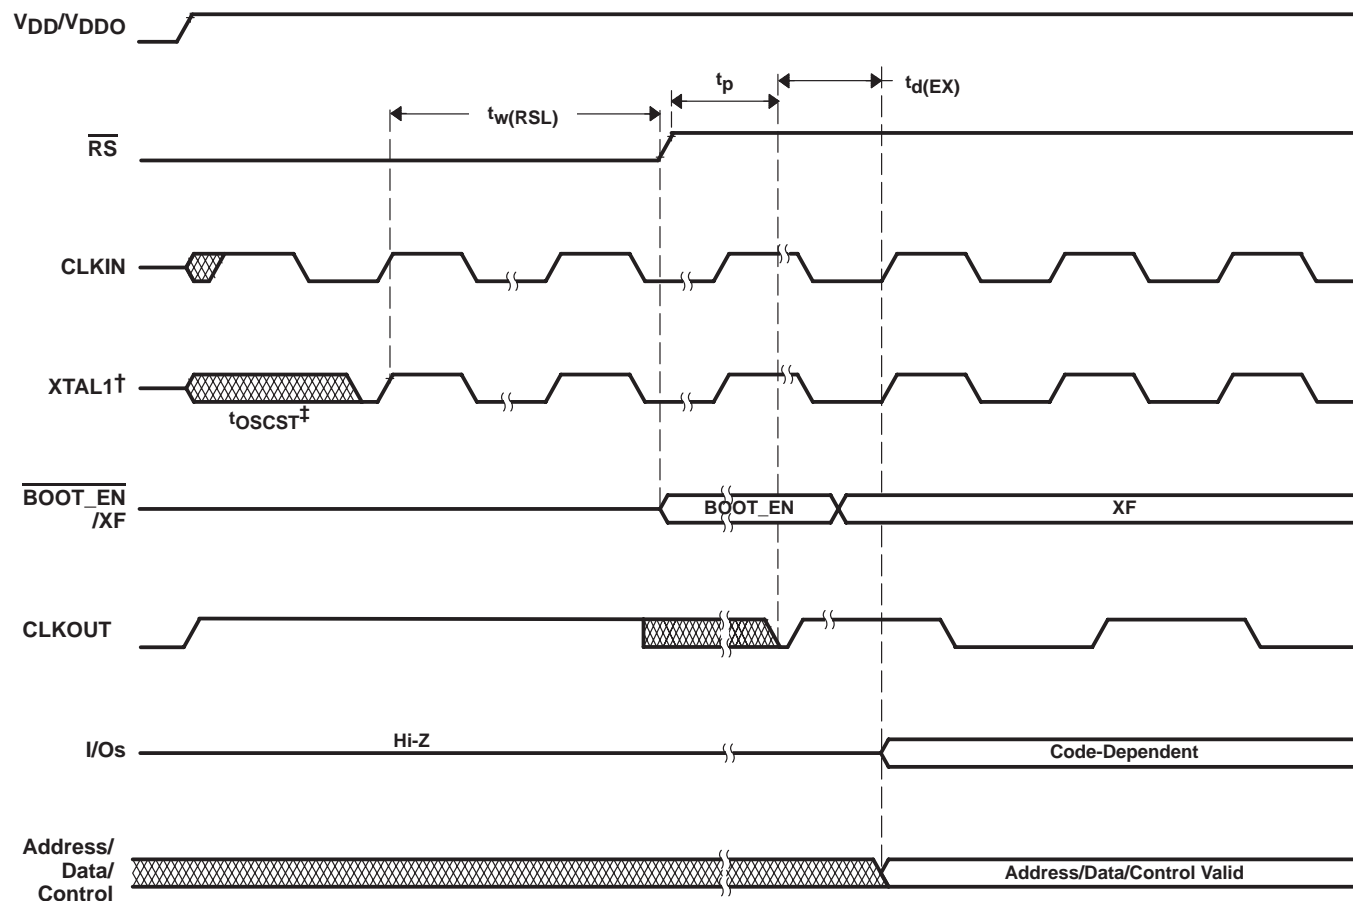 VDD/VDDO
tp
td(EX)
tw(RSL)
RS
CLKIN
XTAL1†
tOSCST‡
BOOT_EN
/XF
BOOT_EN
XF
CLKOUT
I/Os
Hi-Z
Code-Dependent
Address/
Data/
Control
Address/Data/Control Valid